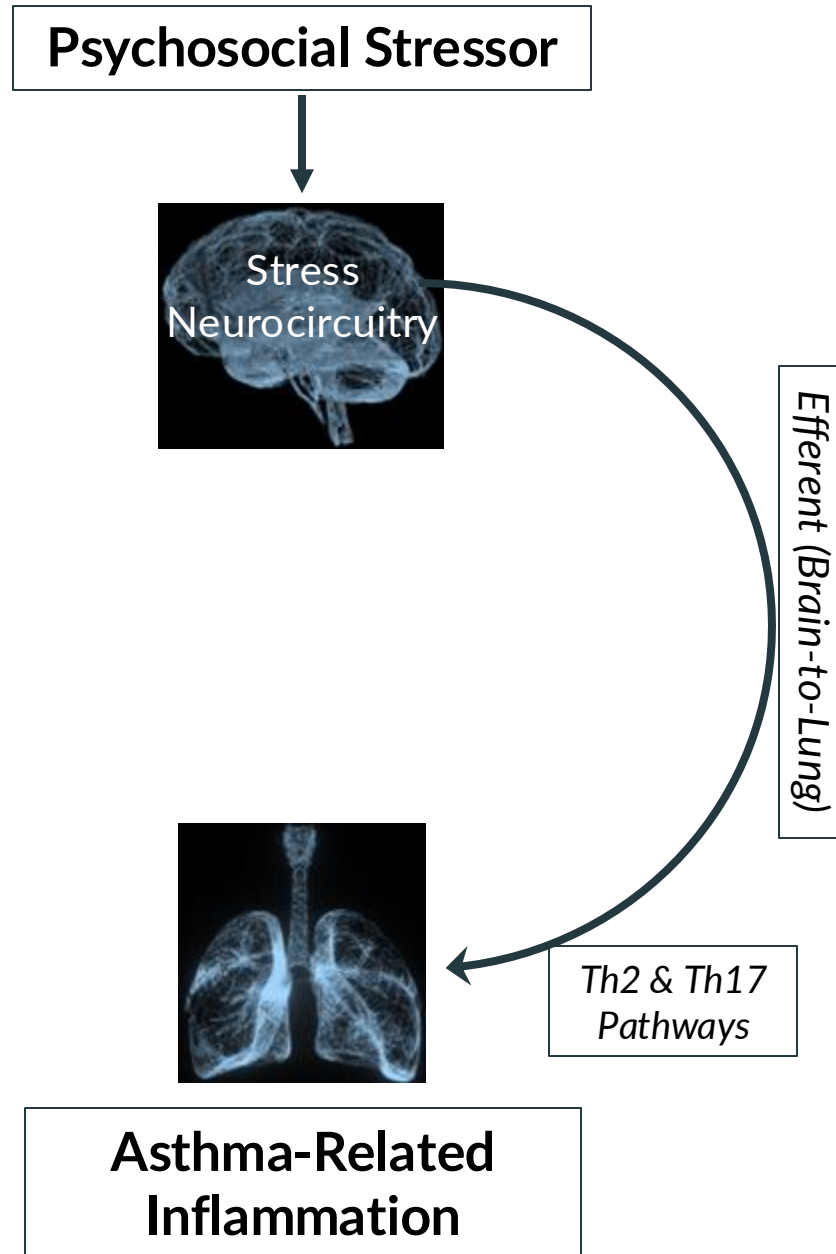 Psychosocial Stressor
Stress
Neurocircuitry
Efferent (Brain-to-Lung)
Th2 & Th17
Pathways
Asthma-Related
Inflammation